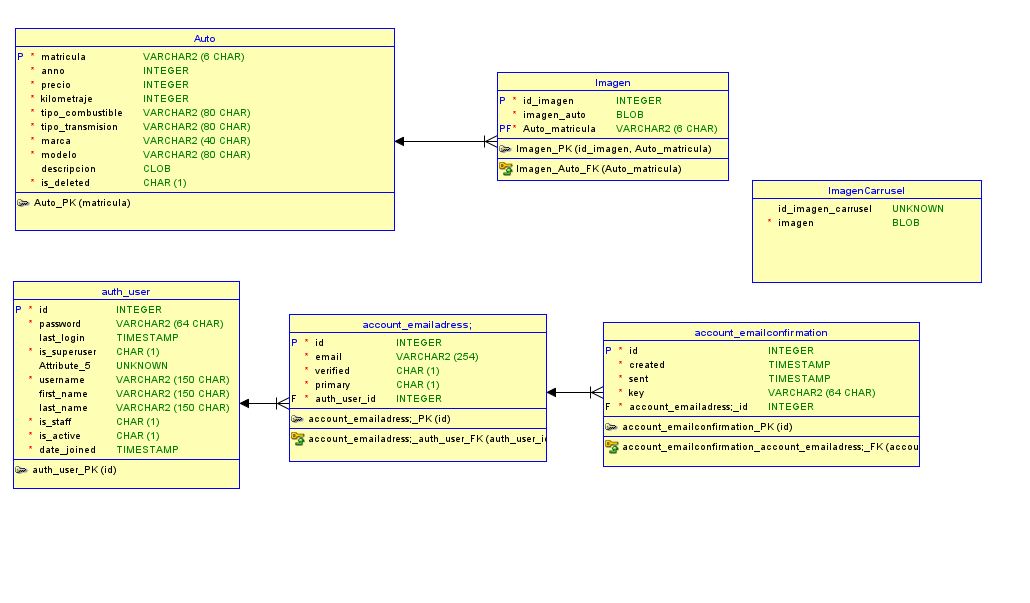 Auto
P * matricula VARCHAR2 (6 CHAR)
* anno INTEGER
* precio INTEGER
* kilometraje INTEGER
* tipo_combustible VARCHAR2 (80 CHAR)
* tipo_transmision VARCHAR2 (80 CHAR)
* marca VARCHAR2 (40 CHAR)
* modelo VARCHAR2 (80 CHAR)
descripcion CLOB
* is_deleted CHAR (1)
Auto_PK (matricula)
Imagen
P * id_imagen INTEGER
* imagen_auto BLOB
PF* Auto_matricula VARCHAR2 (6 CHAR)
Imagen_PK (id_imagen, Auto_matricula)
Imagen_Auto_FK (Auto_matricula)
ImagenCarrusel
id_imagen_carrusel UNKNOWN
* imagen BLOB
auth_user
P * id INTEGER
* password VARCHAR2 (64 CHAR)
last_login TIMESTAMP
* is_superuser CHAR (1)
Attribute_5 UNKNOWN
* username VARCHAR2 (150 CHAR)
first_name VARCHAR2 (150 CHAR)
last_name VARCHAR2 (150 CHAR)
* is_staff CHAR (1)
* is_active CHAR (1)
* date_joined TIMESTAMP
auth_user_PK (id)
account_emailadress;
P * id INTEGER
* email VARCHAR2 (254)
* verified CHAR (1)
* primary CHAR (1)
F * auth_user_id INTEGER
account_emailadress;_PK (id)
account_emailadress;_auth_user_FK (auth_user_i
account_emailconfirmation
P * id INTEGER
* created TIMESTAMP
* sent TIMESTAMP
* key VARCHAR2 (64 CHAR)
F * account_emailadress;_id INTEGER
account_emailconfirmation_PK (id)
account_emailconfirmation_account_emailadress;_FK (accou